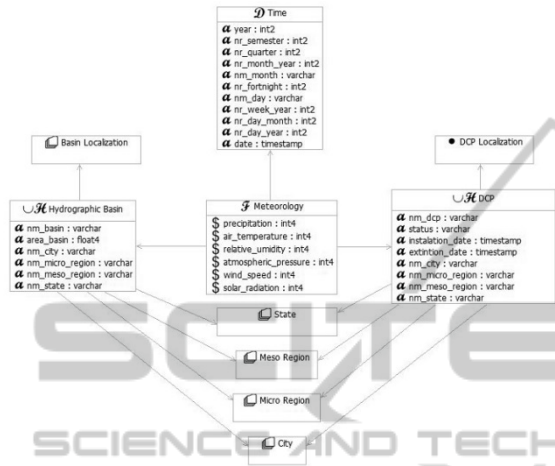 𝒟 Time
a year : int2
a nr_semester : int2
a nr_quarter : int2
a nr_month_year : int2
a nm_month : varchar
a nr_fortnight : int2
a nm_day : varchar
a nr_week_year : int2
a nr_day_month : int2
a nr_day_year : int2
a date : timestamp
Basin Localization
DCP Localization
∪ℋ Hydrographic Basin
a nm_basin : varchar
a area_basin : float4
a nm_city : varchar
a nm_micro_region : varchar
a nm_meso_region : varchar
a nm_state : varchar
ℱ Meteorology
$ precipitation : int4
$ air_temperature : int4
$ relative_umidity : int4
$ atmospheric_pressure : int4
$ wind_speed : int4
$ solar_radiation : int4
∪ℋ DCP
a nm_dcp : varchar
a status : varchar
a instalation_date : timestamp
a extintion_date : timestamp
a nm_city : varchar
a nm_micro_region : varchar
a nm_meso_region : varchar
a nm_state : varchar
State
Meso Region
Micro Region
City
SCITE
SCIENCE AND TECH